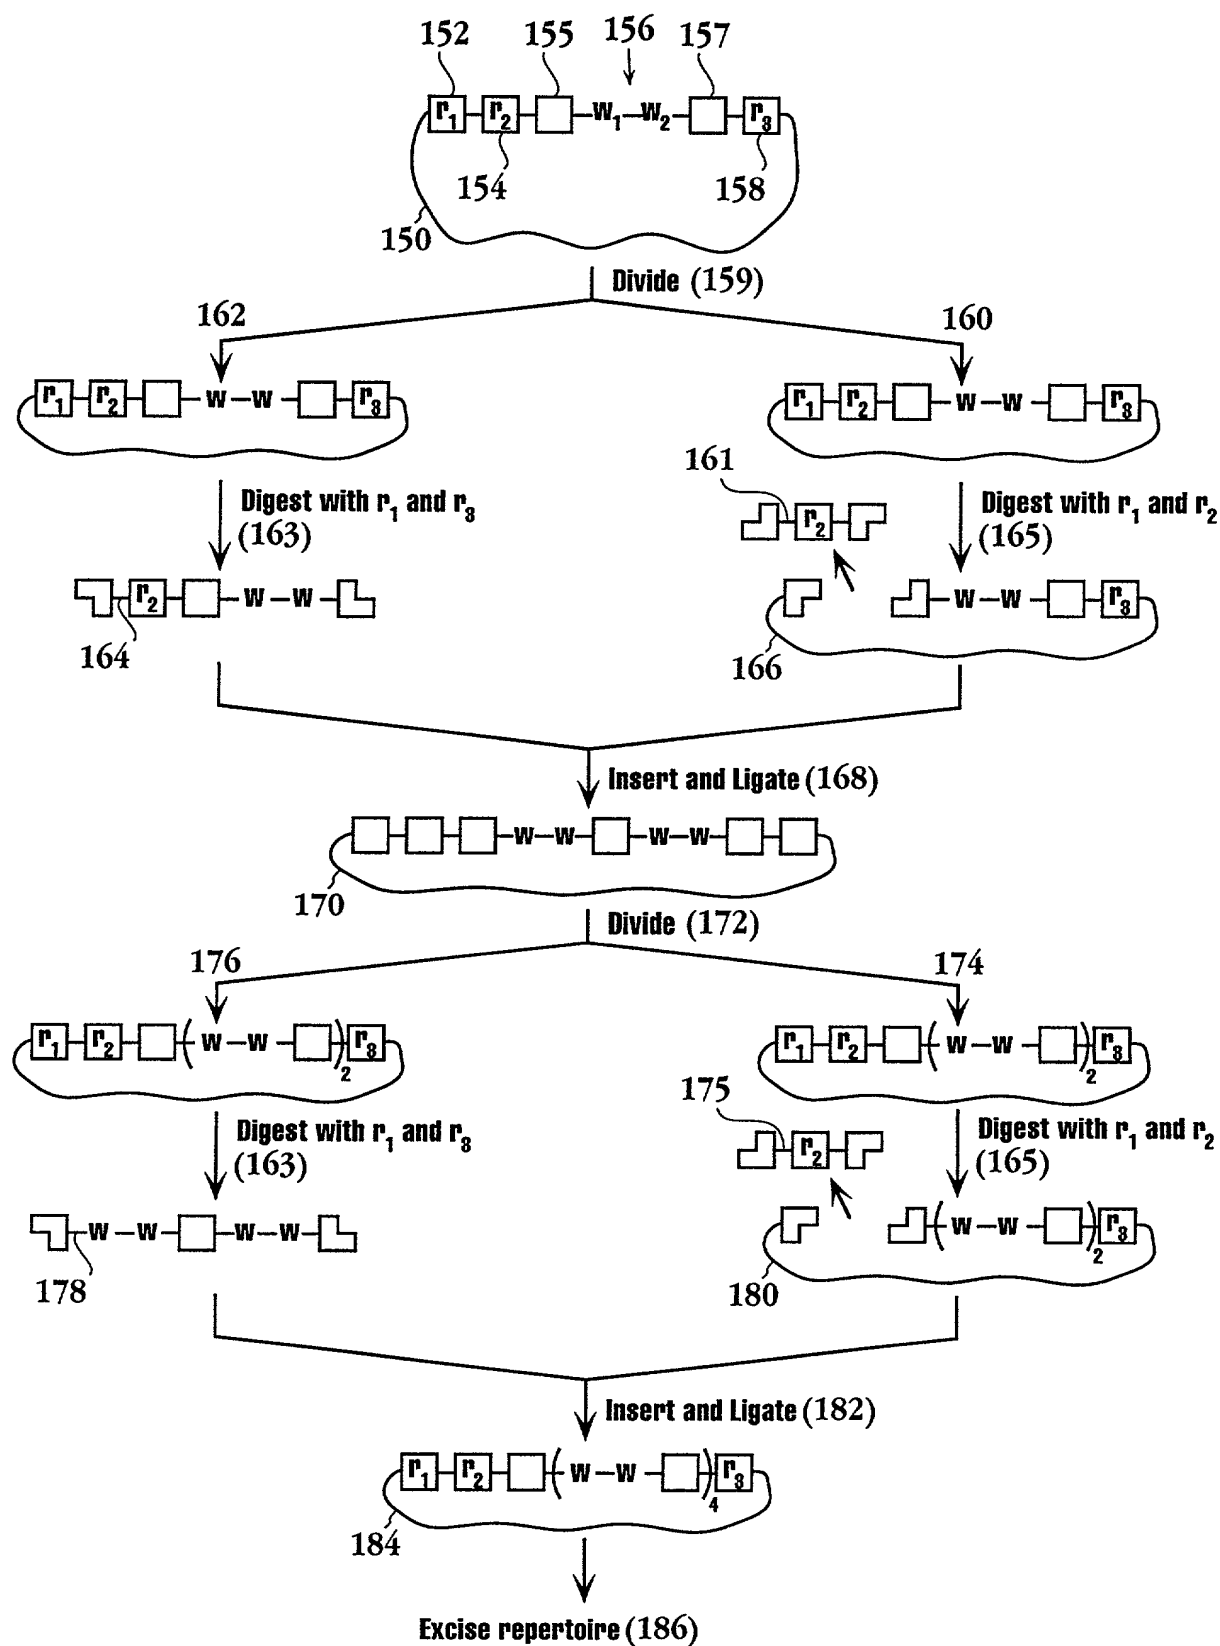 152 155 156 157
r₁ r₂ W₁ W₂ r₃
154 158
150
Divide (159)
162 160
r₁ r₂ W W r₃
r₁ r₂ W W r₃
161
Digest with r₁ and r₃
(163)
r₂
Digest with r₁ and r₂
(165)
r₂ W W
W W r₃
164 166
Insert and Ligate (168)
W W W W
170
Divide (172)
176 174
r₁ r₂ ( W W )₂ r₃
r₁ r₂ ( W W )₂ r₃
175
Digest with r₁ and r₃
(163)
r₂
Digest with r₁ and r₂
(165)
W W W W
( W W )₂ r₃
178 180
Insert and Ligate (182)
r₁ r₂ ( W W )₄ r₃
184
Excise repertoire (186)